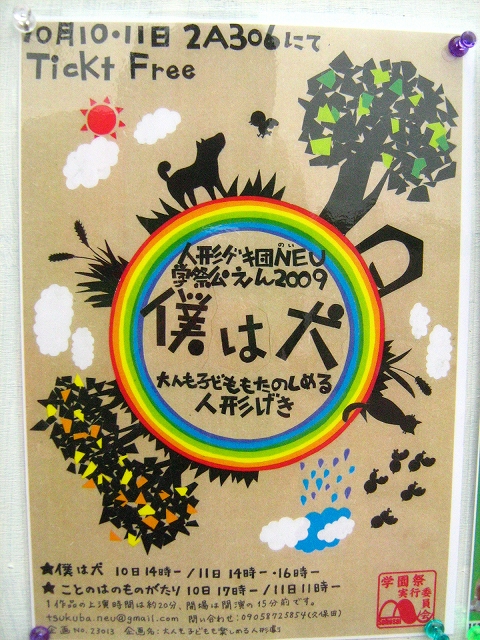 10月10・11日 2A306にて
Tickt Free
人形ゲキ団NEU
のい
学祭公えん2009
僕は犬
大人も子どももたのしめる
人形げき
★僕は犬 10日14時〜/11日14時〜・16時〜
★ことのはのものがたり 10日17時〜/11日11時〜
1作品の上演時間は約20分、開場は開演の15分前です。
tsukuba.neu@gmail.com 問い合わせ:09058725854(久保田)
企画No.23013 企画名:大人も子どもも楽しめる人形劇
学園祭
実行委員会